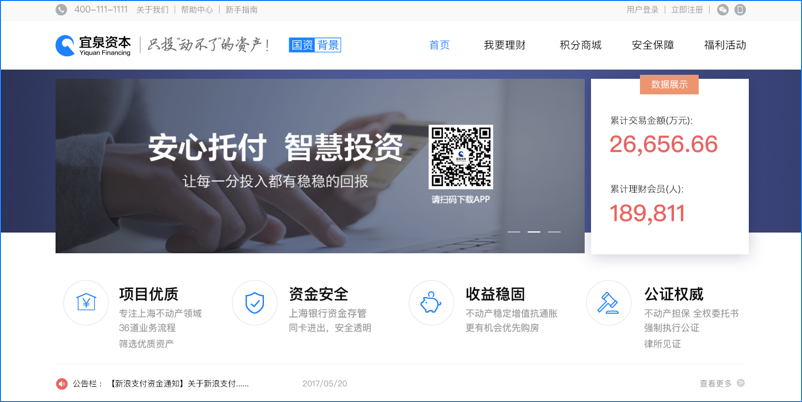 400-111-1111 关于我们 | 帮助中心 | 新手指南
用户登录 | 立即注册 |
宜泉资本
Yiquan Financing
只投“动不了”的资产！
国资 背景
首页 我要理财 积分商城 安全保障 福利活动
安心托付 智慧投资
让每一分投入都有稳稳的回报
请扫码下载APP
数据展示
累计交易金额(万元):
26,656.66
累计理财会员(人):
189,811
项目优质
专注上海不动产领域
36道业务流程
筛选优质资产
资金安全
上海银行资金存管
同卡进出，安全透明
收益稳固
不动产稳定增值抗通胀
更有机会优先购房
公证权威
不动产担保 全权委托书
强制执行公证
律所见证
公告栏： 【新浪支付资金通知】关于新浪支付...... 2017/05/20 查看更多